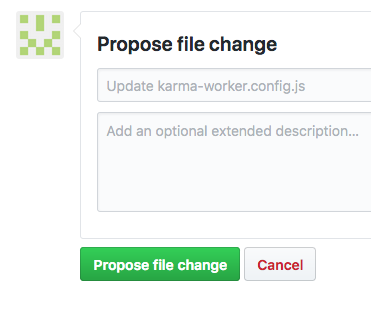 Propose file change
Update karma-worker.config.js
Add an optional extended description...
Propose file change
Cancel